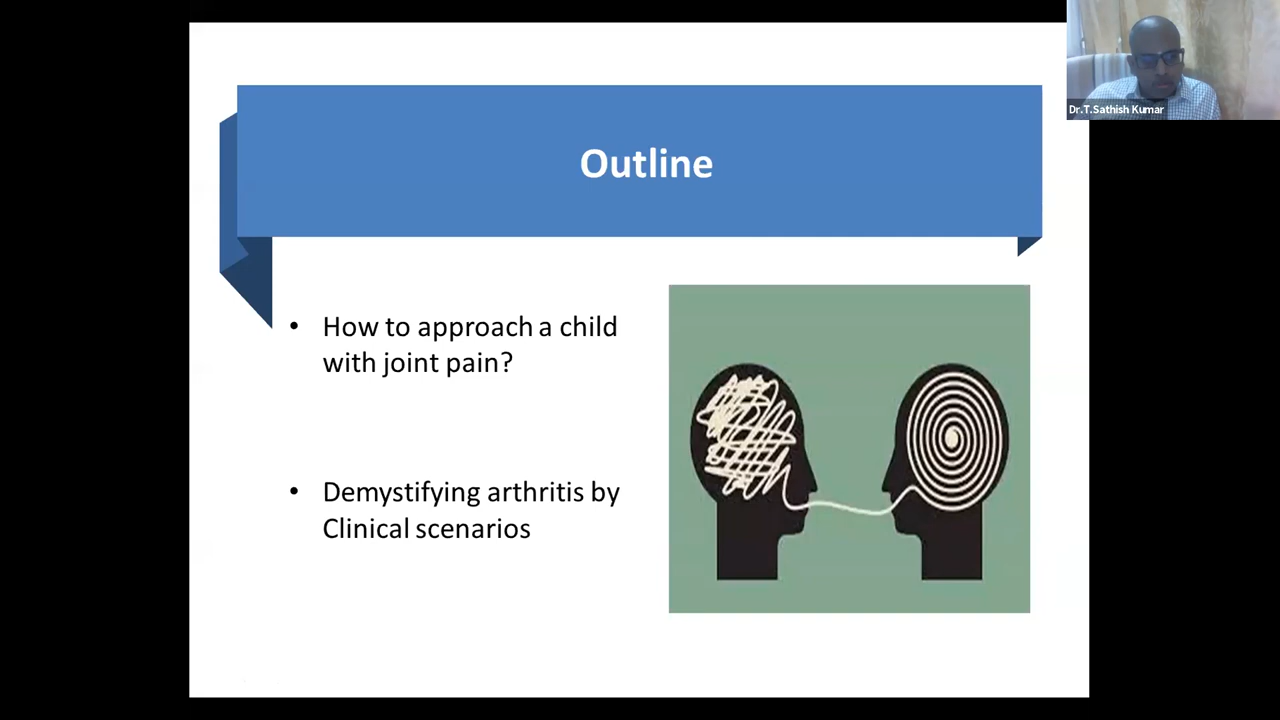 Dr.T.Sathish Kumar
Outline
• How to approach a child
with joint pain?
• Demystifying arthritis by
Clinical scenarios